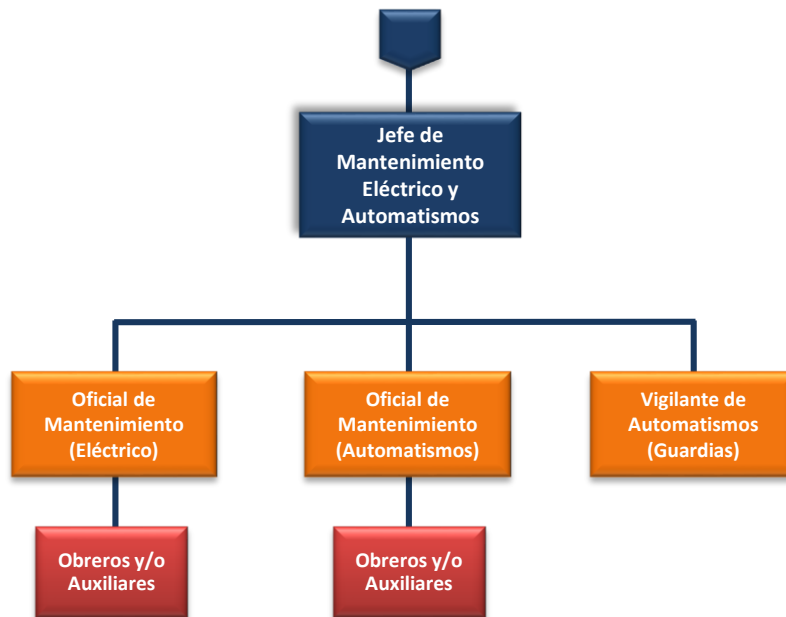 Jefe de
Mantenimiento
Eléctrico y
Automatismos
Oficial de
Mantenimiento
(Eléctrico)
Oficial de
Mantenimiento
(Automatismos)
Vigilante de
Automatismos
(Guardias)
Obreros y/o
Auxiliares
Obreros y/o
Auxiliares